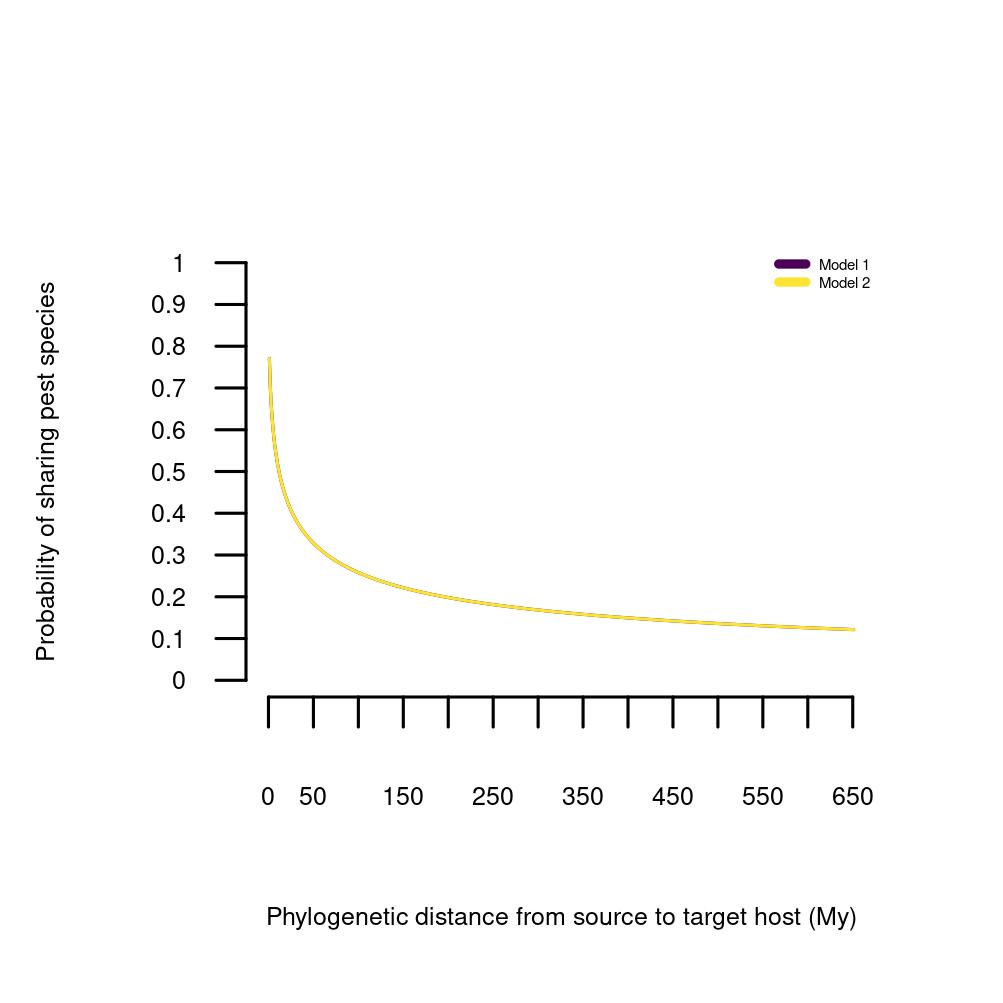 Model 1
Model 2
Probability of sharing pest species
1
0.9
0.8
0.7
0.6
0.5
0.4
0.3
0.2
0.1
0
0 50 150 250 350 450 550 650
Phylogenetic distance from source to target host (My)